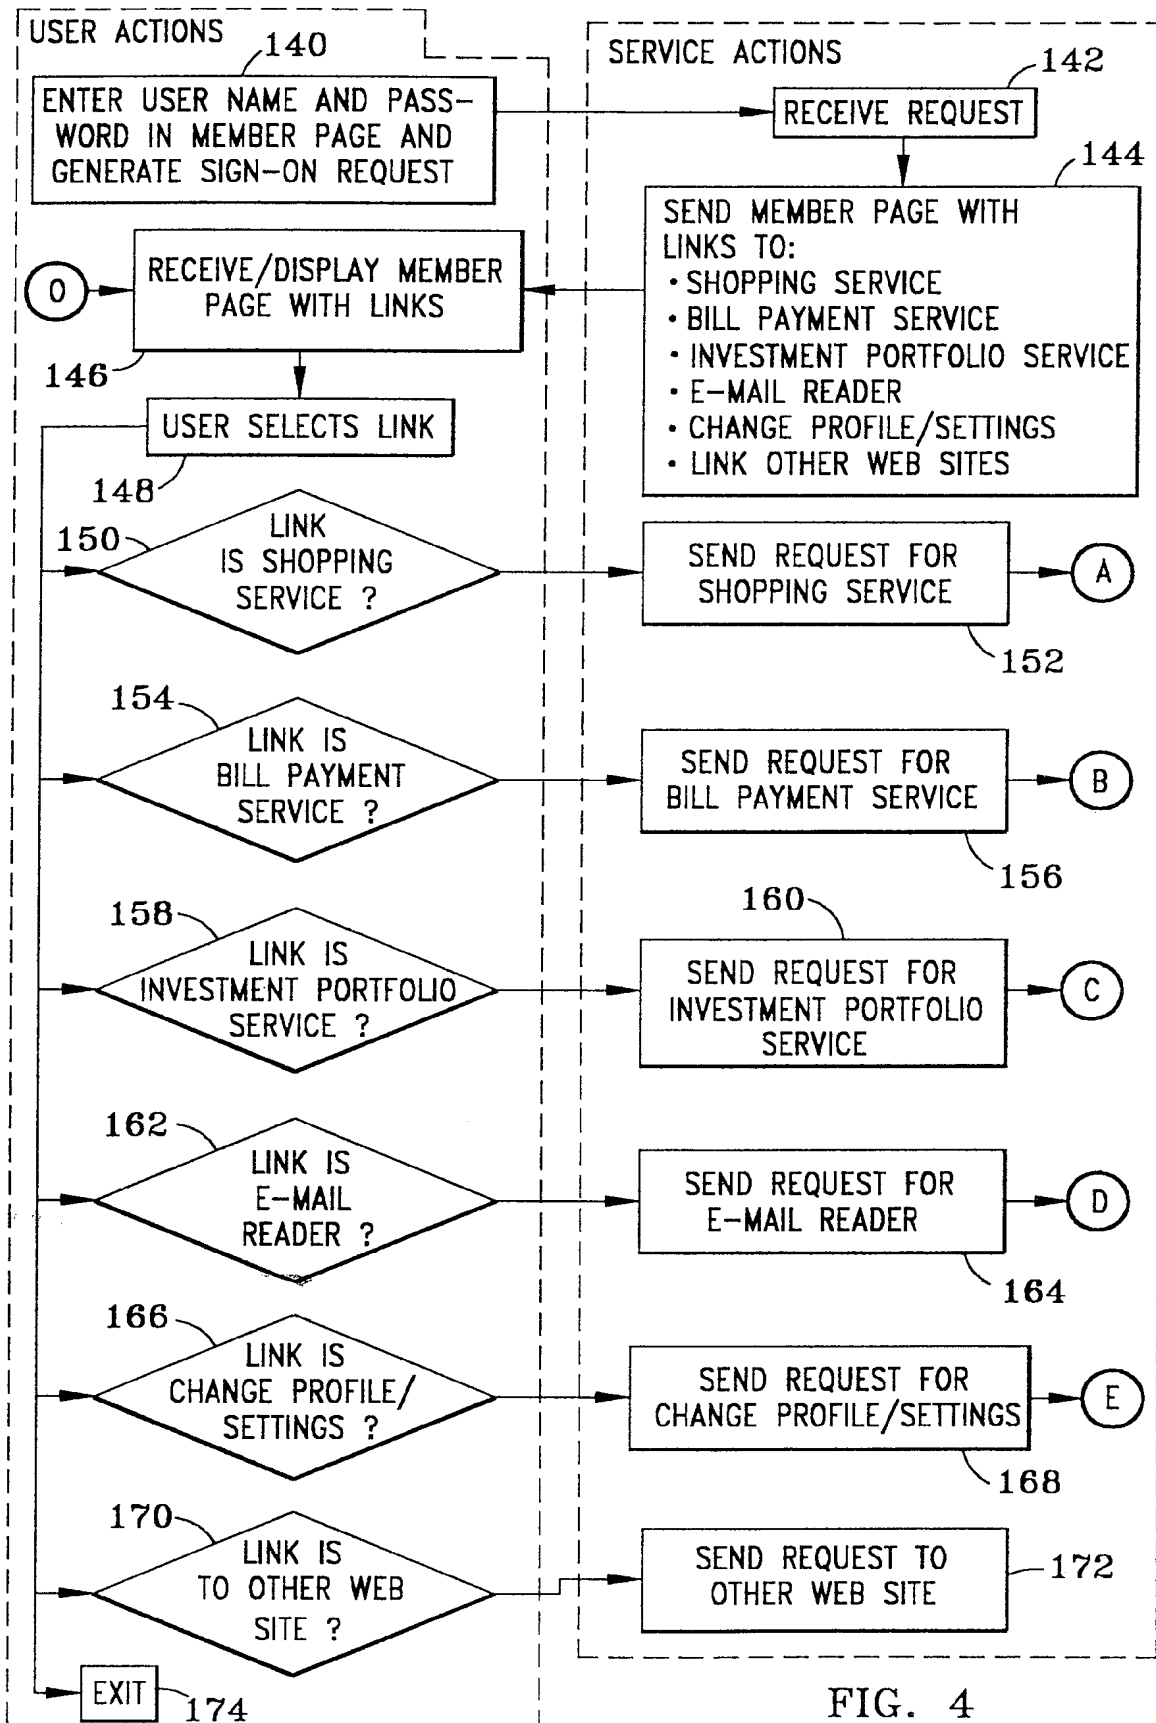 USER ACTIONS
140
ENTER USER NAME AND PASS-
WORD IN MEMBER PAGE AND
GENERATE SIGN-ON REQUEST
SERVICE ACTIONS
142
RECEIVE REQUEST
144
SEND MEMBER PAGE WITH
LINKS TO:
• SHOPPING SERVICE
• BILL PAYMENT SERVICE
• INVESTMENT PORTFOLIO SERVICE
• E-MAIL READER
• CHANGE PROFILE/SETTINGS
• LINK OTHER WEB SITES
O
RECEIVE/DISPLAY MEMBER
PAGE WITH LINKS
146
USER SELECTS LINK
148
150
LINK
IS SHOPPING
SERVICE ?
SEND REQUEST FOR
SHOPPING SERVICE
A
152
154
LINK IS
BILL PAYMENT
SERVICE ?
SEND REQUEST FOR
BILL PAYMENT SERVICE
B
156
158
LINK IS
INVESTMENT PORTFOLIO
SERVICE ?
160
SEND REQUEST FOR
INVESTMENT PORTFOLIO
SERVICE
C
162
LINK IS
E-MAIL
READER ?
SEND REQUEST FOR
E-MAIL READER
D
164
166
LINK IS
CHANGE PROFILE/
SETTINGS ?
SEND REQUEST FOR
CHANGE PROFILE/SETTINGS
E
168
170
LINK IS
TO OTHER WEB
SITE ?
SEND REQUEST TO
OTHER WEB SITE
172
EXIT
174
FIG. 4